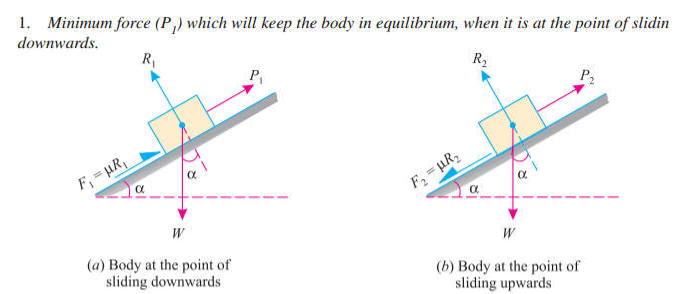 1. Minimum force (P₁) which will keep the body in equilibrium, when it is at the point of slidin
downwards.
R₁
P₁
F₁ = μR₁
α
α
W
(a) Body at the point of
sliding downwards
R₂
P₂
F₂ = μR₂
α
α
W
(b) Body at the point of
sliding upwards